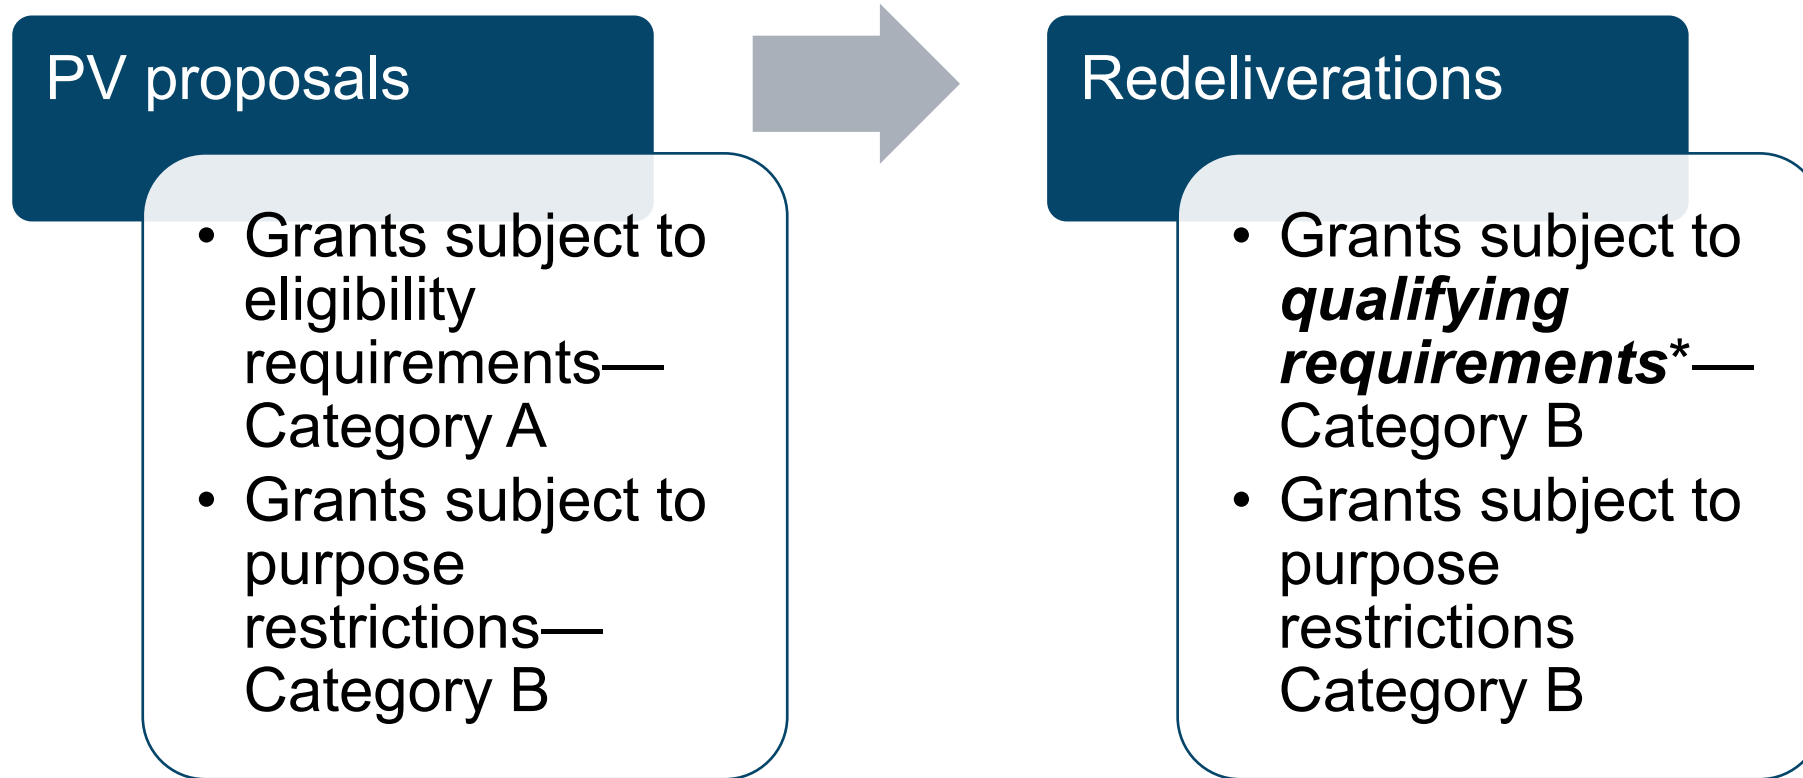 PV proposals
• Grants subject to
eligibility
requirements—
Category A
• Grants subject to
purpose
restrictions—
Category B
Redeliverations
• Grants subject to
qualifying
requirements*—
Category B
• Grants subject to
purpose
restrictions
Category B